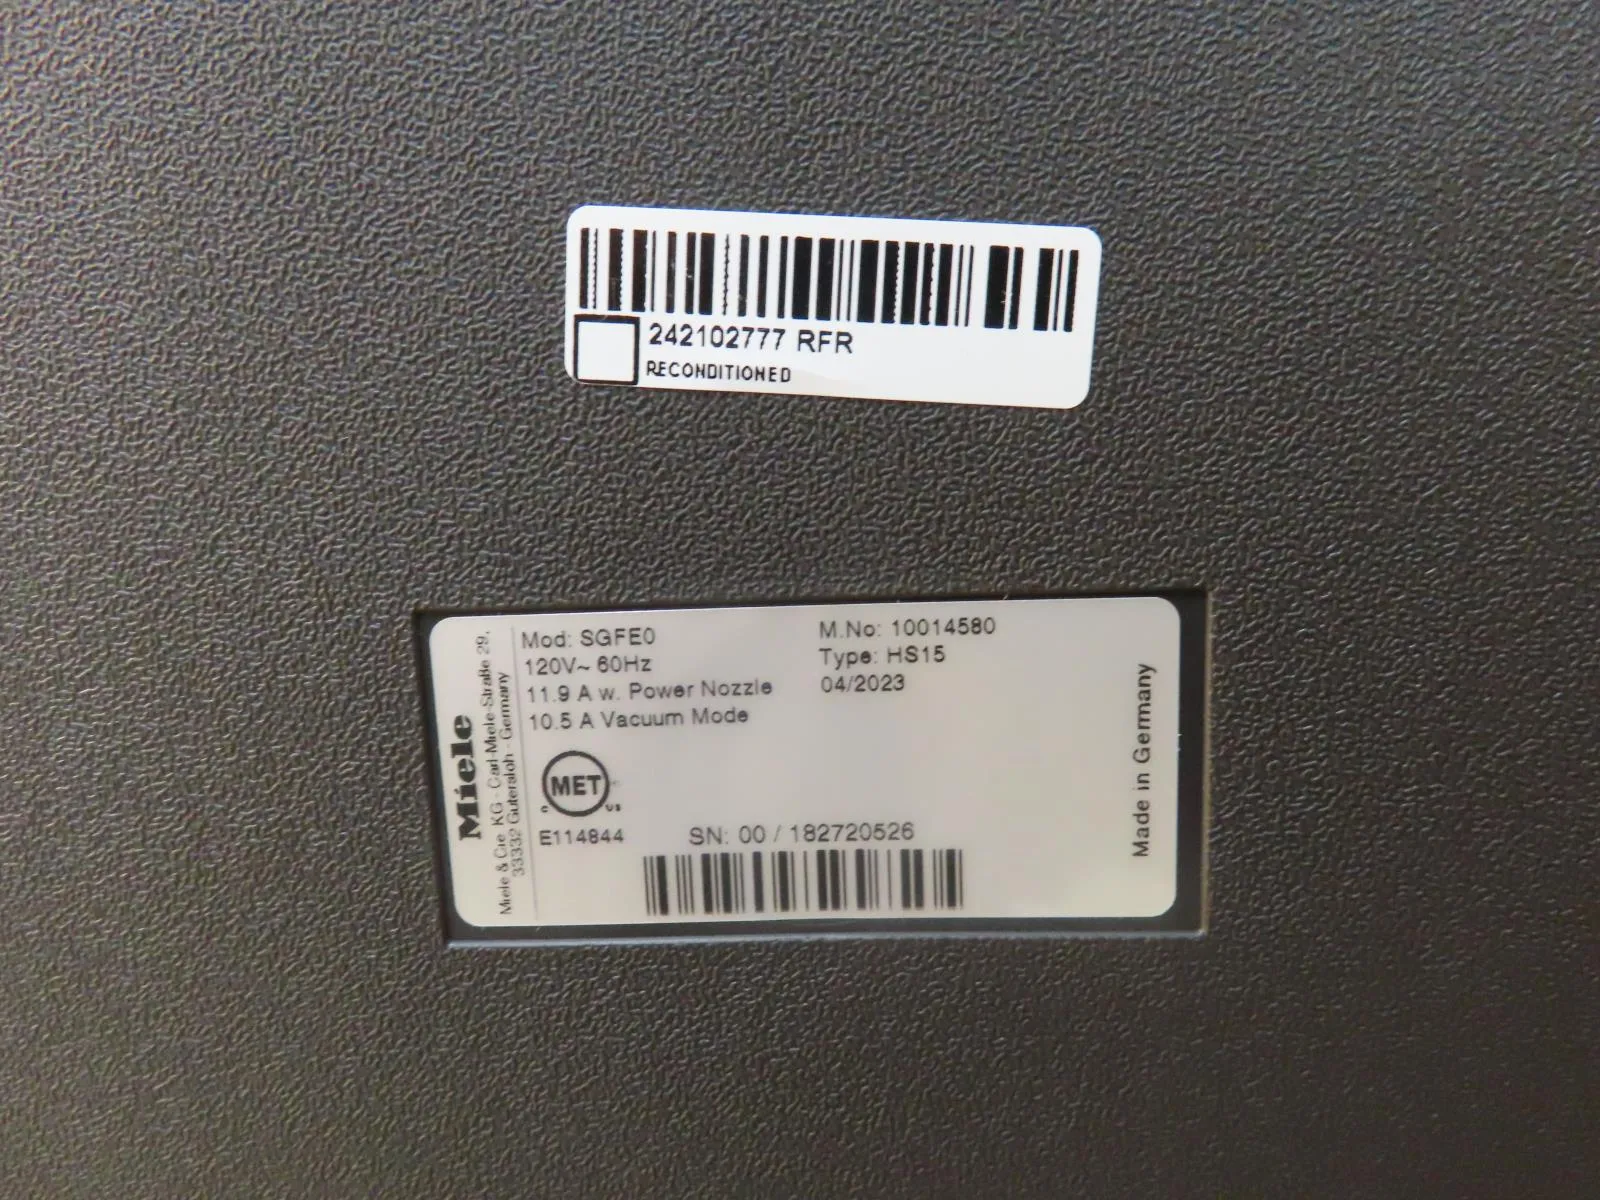 242102777 RFR
RECONDITIONED
Miele
Miele & Cie KG - Carl-Miele-Straße 29,
33332 Gütersloh - Germany
Mod: SGFE0
120V~ 60Hz
11.9 A w. Power Nozzle
10.5 A Vacuum Mode
M.No: 10014580
Type: HS15
04/2023
MET
C US
E114844
SN: 00 / 182720526
Made in Germany